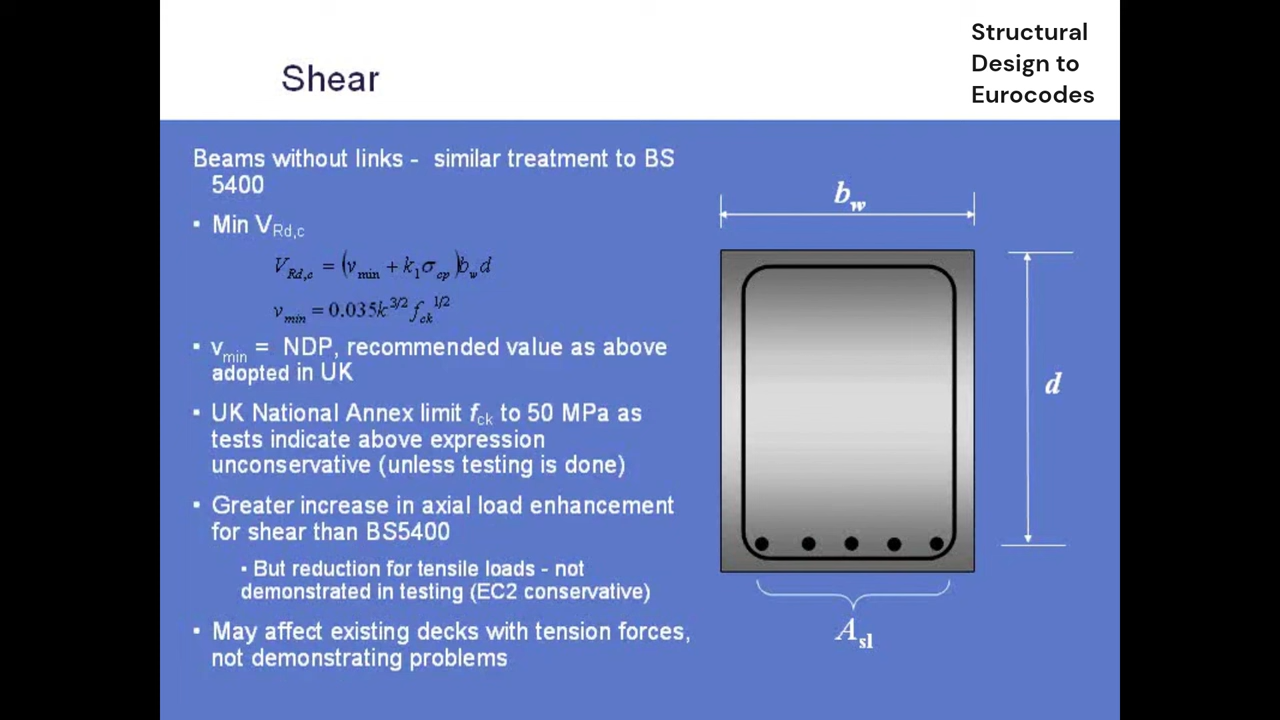 Structural
Design to
Eurocodes
Shear
Beams without links - similar treatment to BS
5400
▪ Min V_Rd,c
V_Rd,c = (v_min + k_1 σ_cp) b_w d
v_min = 0.035k^3/2 f_ck^1/2
▪ v_min = NDP, recommended value as above
adopted in UK
▪ UK National Annex limit f_ck to 50 MPa as
tests indicate above expression
unconservative (unless testing is done)
▪ Greater increase in axial load enhancement
for shear than BS5400
▪ But reduction for tensile loads - not
demonstrated in testing (EC2 conservative)
▪ May affect existing decks with tension forces,
not demonstrating problems
b_w
d
A_sl